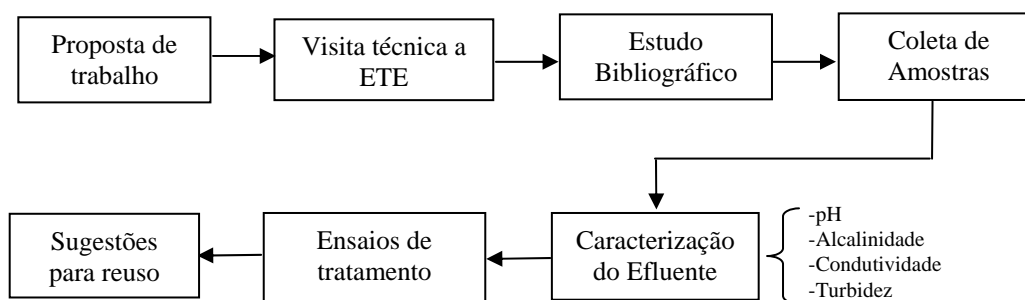 Proposta de
trabalho
Visita técnica a
ETE
Estudo
Bibliográfico
Coleta de
Amostras
Caracterização
do Efluente
-pH
-Alcalinidade
-Condutividade
-Turbidez
Ensaios de
tratamento
Sugestões
para reuso